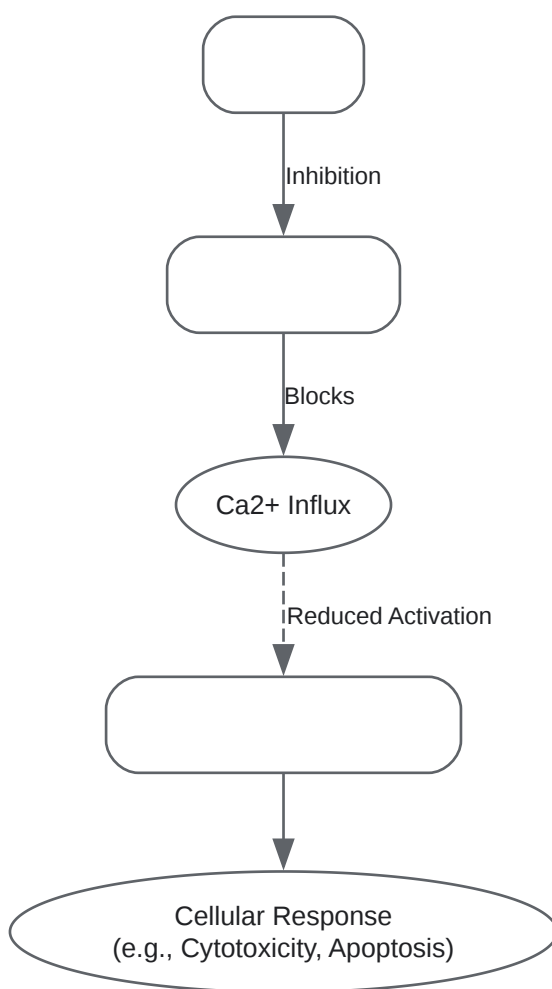 Inhibition
Blocks
Ca2+ Influx
Reduced Activation
Cellular Response
(e.g., Cytotoxicity, Apoptosis)